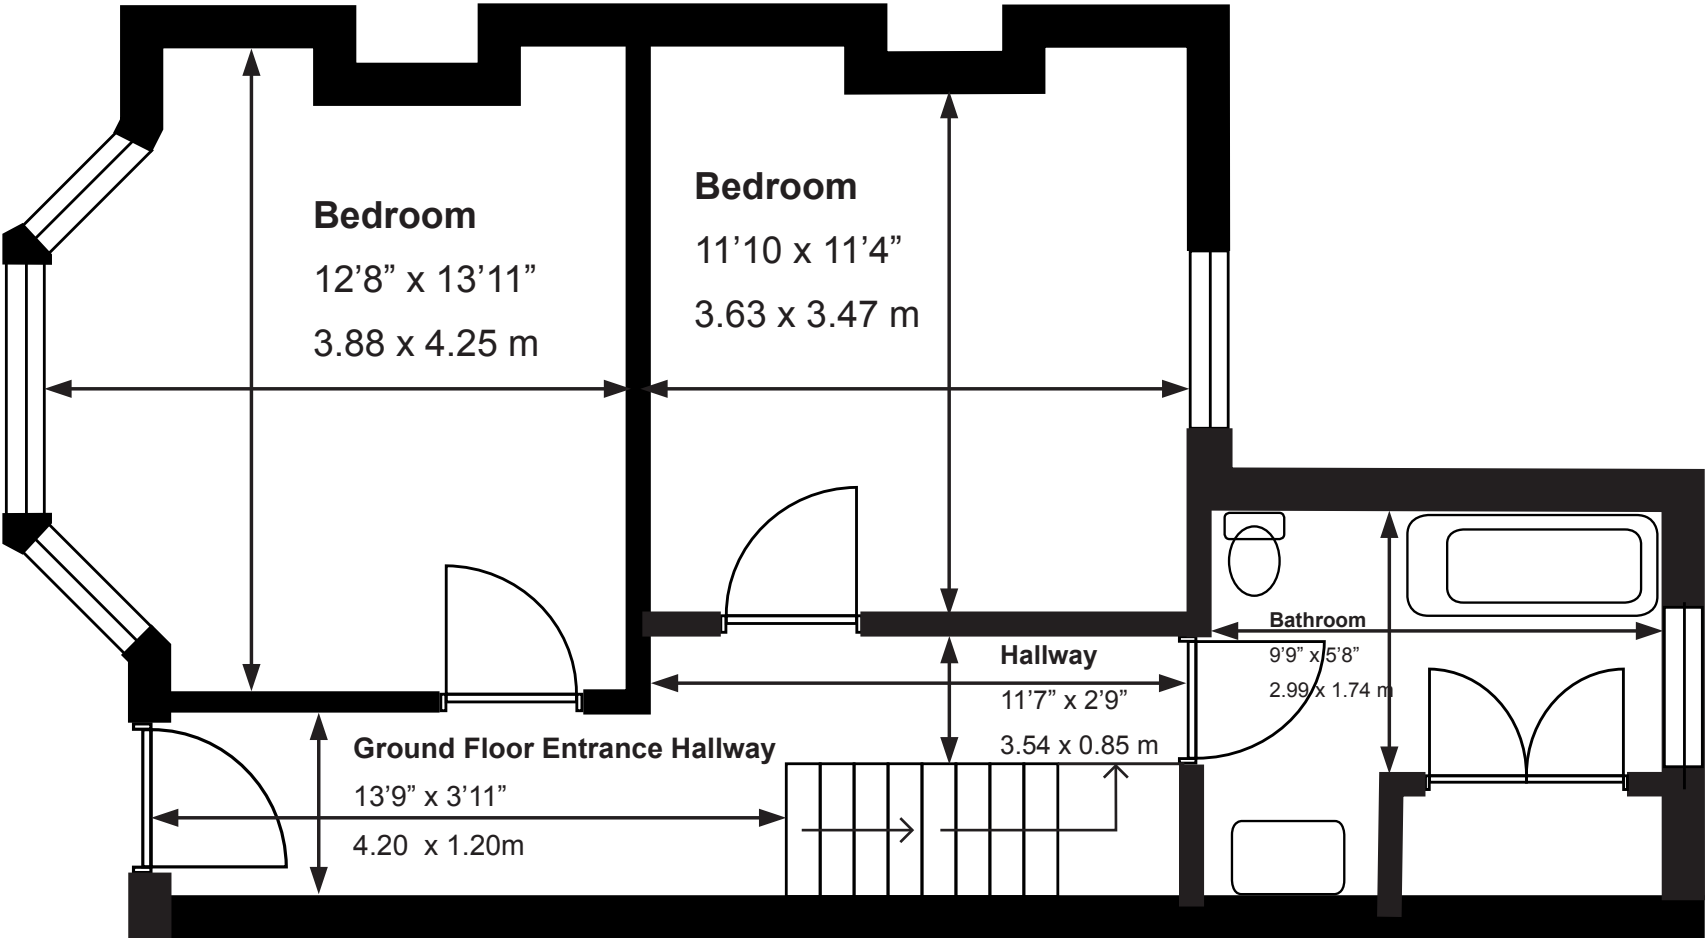 Bedroom
12’8” x 13’11”
3.88 x 4.25 m
Bedroom
11’10 x 11’4”
3.63 x 3.47 m
Bathroom
9’9” x 5’8”
2.99 x 1.74 m
Hallway
11’7” x 2’9”
3.54 x 0.85 m
Ground Floor Entrance Hallway
13’9” x 3’11”
4.20 x 1.20m